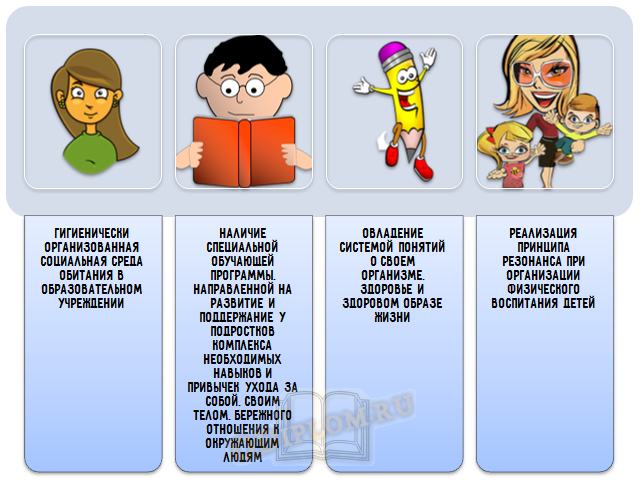 ГИГИЕНИЧЕСКИ
ОРГАНИЗОВАННАЯ
СОЦИАЛЬНАЯ СРЕДА
ОБИТАНИЯ В
ОБРАЗОВАТЕЛЬНОМ
УЧРЕЖДЕНИИ
НАЛИЧИЕ
СПЕЦИАЛЬНОЙ
ОБУЧАЮЩЕЙ
ПРОГРАММЫ,
НАПРАВЛЕННОЙ НА
РАЗВИТИЕ И
ПОДДЕРЖАНИЕ У
ПОДРОСТКОВ
КОМПЛЕКСА
НЕОБХОДИМЫХ
НАВЫКОВ И
ПРИВЫЧЕК УХОДА ЗА
СОБОЙ, СВОИМ
ТЕЛОМ, БЕРЕЖНОГО
ОТНОШЕНИЯ К
ОКРУЖАЮЩИМ
ЛЮДЯМ
ОВЛАДЕНИЕ
СИСТЕМОЙ ПОНЯТИЙ
О СВОЕМ
ОРГАНИЗМЕ,
ЗДОРОВЬЕ И
ЗДОРОВОМ ОБРАЗЕ
ЖИЗНИ
РЕАЛИЗАЦИЯ
ПРИНЦИПА
РЕЗОНАНСА ПРИ
ОРГАНИЗАЦИИ
ФИЗИЧЕСКОГО
ВОСПИТАНИЯ ДЕТЕЙ